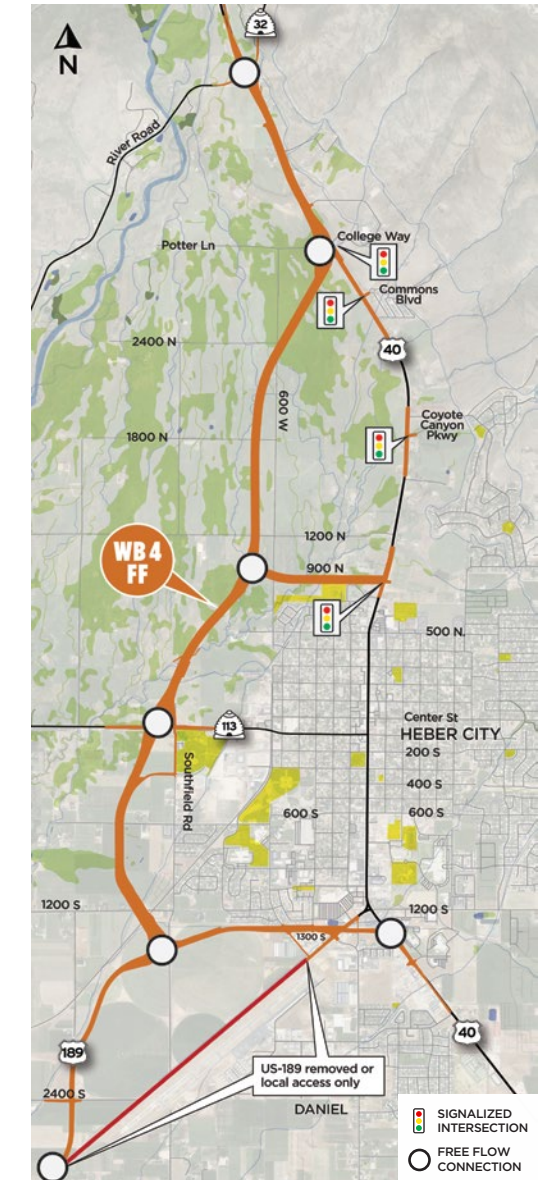 32
N
River Road
Potter Ln
College Way
Commons
Blvd
2400 N
40
600 W
Coyote
Canyon
Pkwy
1800 N
WB4
FF
1200 N
900 N
500 N.
113
Center St
HEBER CITY
200 S
Southfield Rd
400 S
600 S
600 S
1200 S
1200 S
1300 S
40
189
US-189 removed or
local access only
2400 S
DANIEL
SIGNALIZED
INTERSECTION
FREE FLOW
CONNECTION